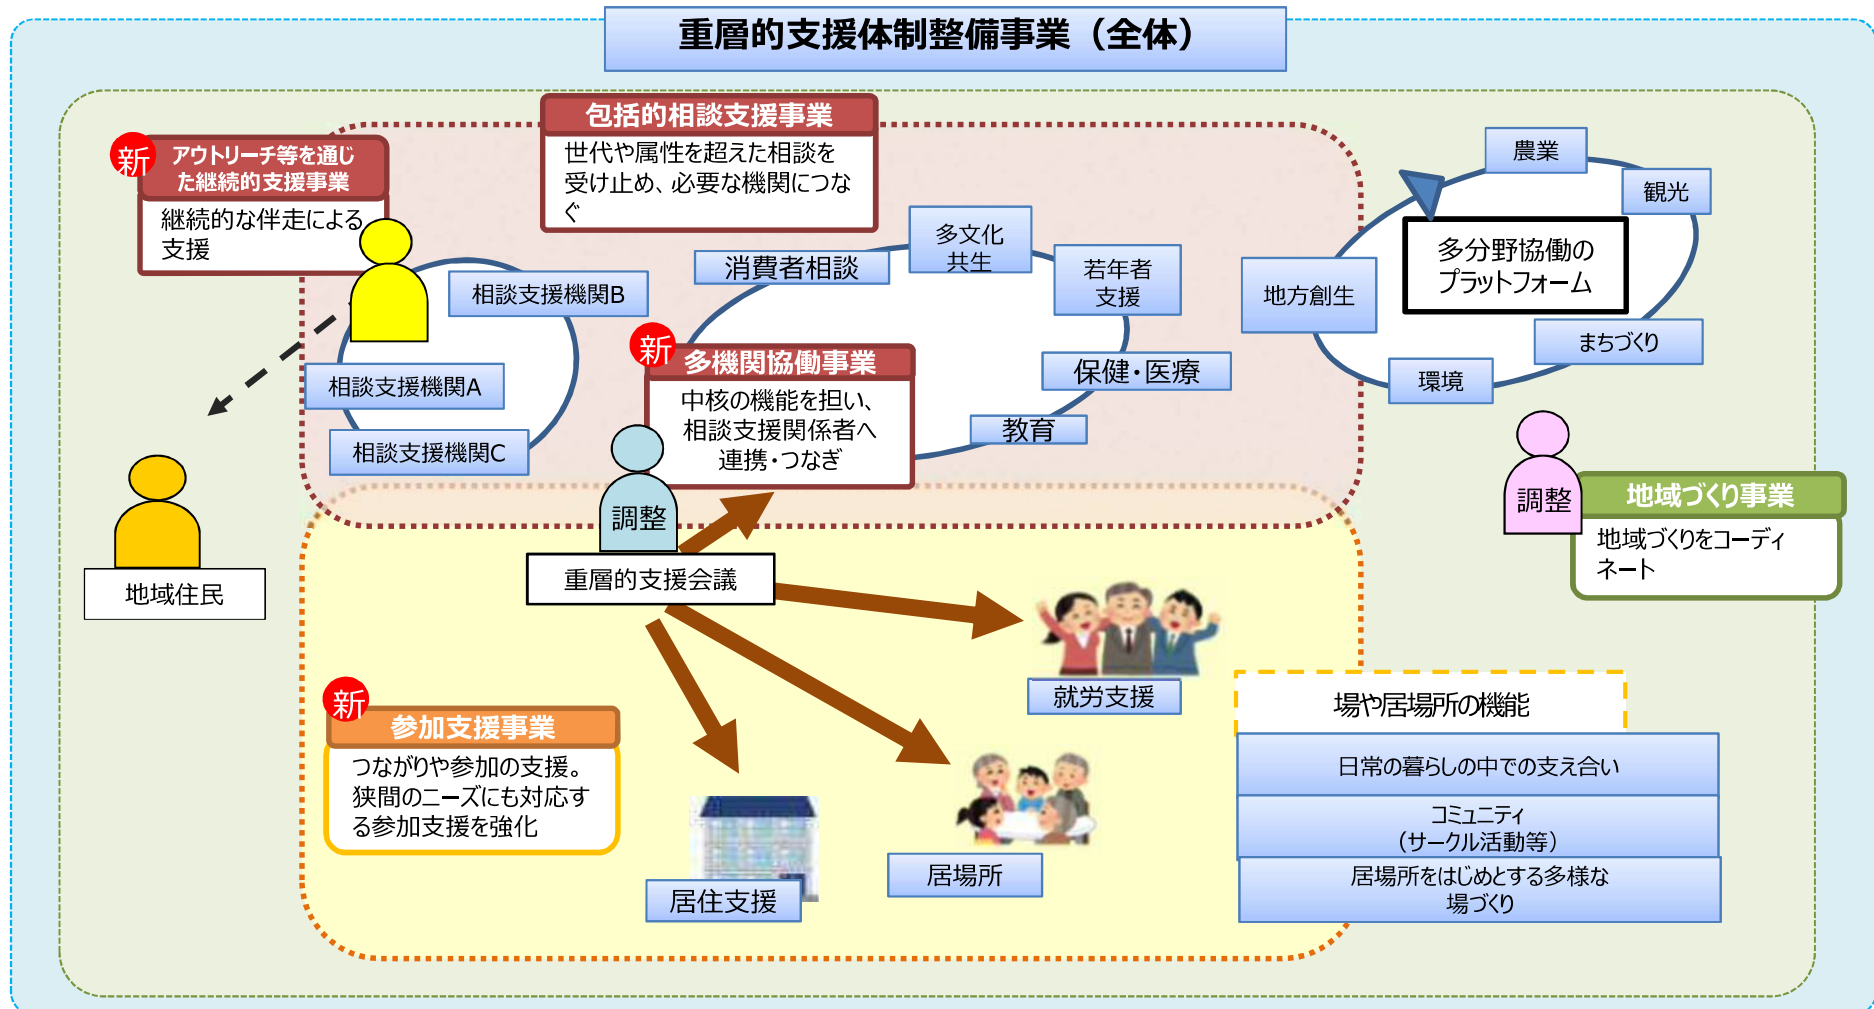 重層的支援体制整備事業（全体）
包括的相談支援事業
世代や属性を超えた相談を
受け止め、必要な機関につな
ぐ
新
アウトリーチ等を通じ
た継続的支援事業
継続的な伴走による
支援
相談支援機関B
相談支援機関A
相談支援機関C
消費者相談
多文化
共生
若年者
支援
保健・医療
教育
新
多機関協働事業
中核の機能を担い、
相談支援関係者へ
連携・つなぎ
農業
観光
多分野協働の
プラットフォーム
地方創生
まちづくり
環境
調整
地域づくり事業
地域づくりをコーディ
ネート
調整
重層的支援会議
地域住民
新
参加支援事業
つながりや参加の支援。
狭間のニーズにも対応す
る参加支援を強化
就労支援
居場所
居住支援
場や居場所の機能
日常の暮らしの中での支え合い
コミュニティ
（サークル活動等）
居場所をはじめとする多様な
場づくり